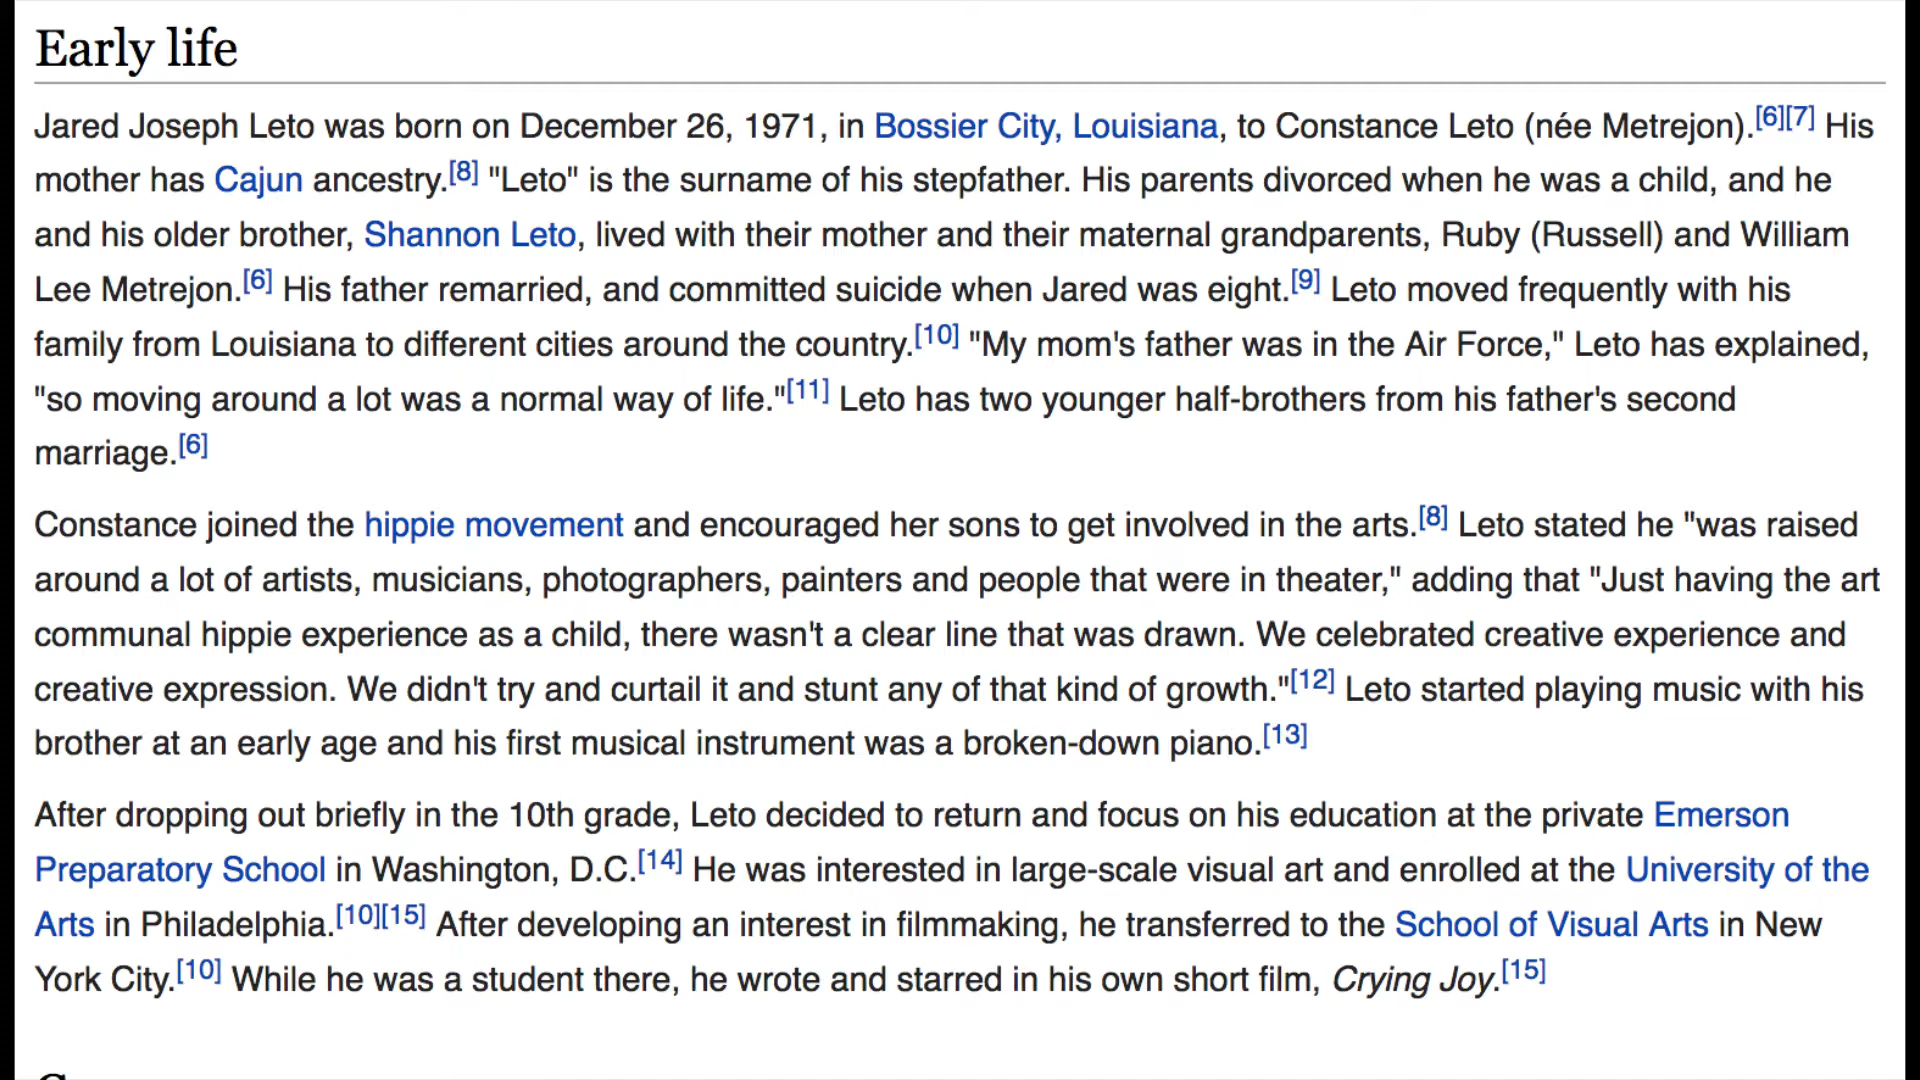 Early life
Jared Joseph Leto was born on December 26, 1971, in Bossier City, Louisiana, to Constance Leto (née Metrejon).[6][7] His
mother has Cajun ancestry.[8] "Leto" is the surname of his stepfather. His parents divorced when he was a child, and he
and his older brother, Shannon Leto, lived with their mother and their maternal grandparents, Ruby (Russell) and William
Lee Metrejon.[6] His father remarried, and committed suicide when Jared was eight.[9] Leto moved frequently with his
family from Louisiana to different cities around the country.[10] "My mom's father was in the Air Force," Leto has explained,
"so moving around a lot was a normal way of life."[11] Leto has two younger half-brothers from his father's second
marriage.[6]
Constance joined the hippie movement and encouraged her sons to get involved in the arts.[8] Leto stated he "was raised
around a lot of artists, musicians, photographers, painters and people that were in theater," adding that "Just having the art
communal hippie experience as a child, there wasn't a clear line that was drawn. We celebrated creative experience and
creative expression. We didn't try and curtail it and stunt any of that kind of growth."[12] Leto started playing music with his
brother at an early age and his first musical instrument was a broken-down piano.[13]
After dropping out briefly in the 10th grade, Leto decided to return and focus on his education at the private Emerson
Preparatory School in Washington, D.C.[14] He was interested in large-scale visual art and enrolled at the University of the
Arts in Philadelphia.[10][15] After developing an interest in filmmaking, he transferred to the School of Visual Arts in New
York City.[10] While he was a student there, he wrote and starred in his own short film, Crying Joy.[15]